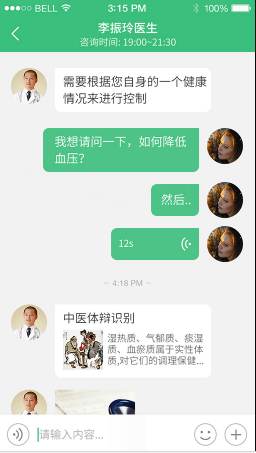 BELL 3:15 PM 100%
李振玲医生
咨询时间: 19:00~21:30
需要根据您自身的一个健康
情况来进行控制
我想请问一下，如何降低
血压？
然后..
12s
4:18 PM
中医体辩识别
湿热质、气郁质、痰湿
质、血瘀质属于实性体
质,对它们的调理保健...
请输入内容...